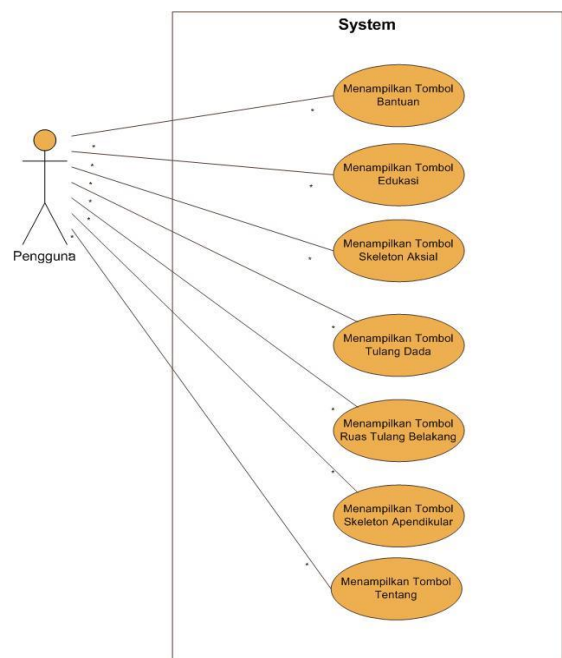 System
Menampilkan Tombol
Bantuan
Menampilkan Tombol
Edukasi
Menampilkan Tombol
Skeleton Aksial
Pengguna
Menampilkan Tombol
Tulang Dada
Menampilkan Tombol
Ruas Tulang Belakang
Menampilkan Tombol
Skeleton Apendikular
Menampilkan Tombol
Tentang